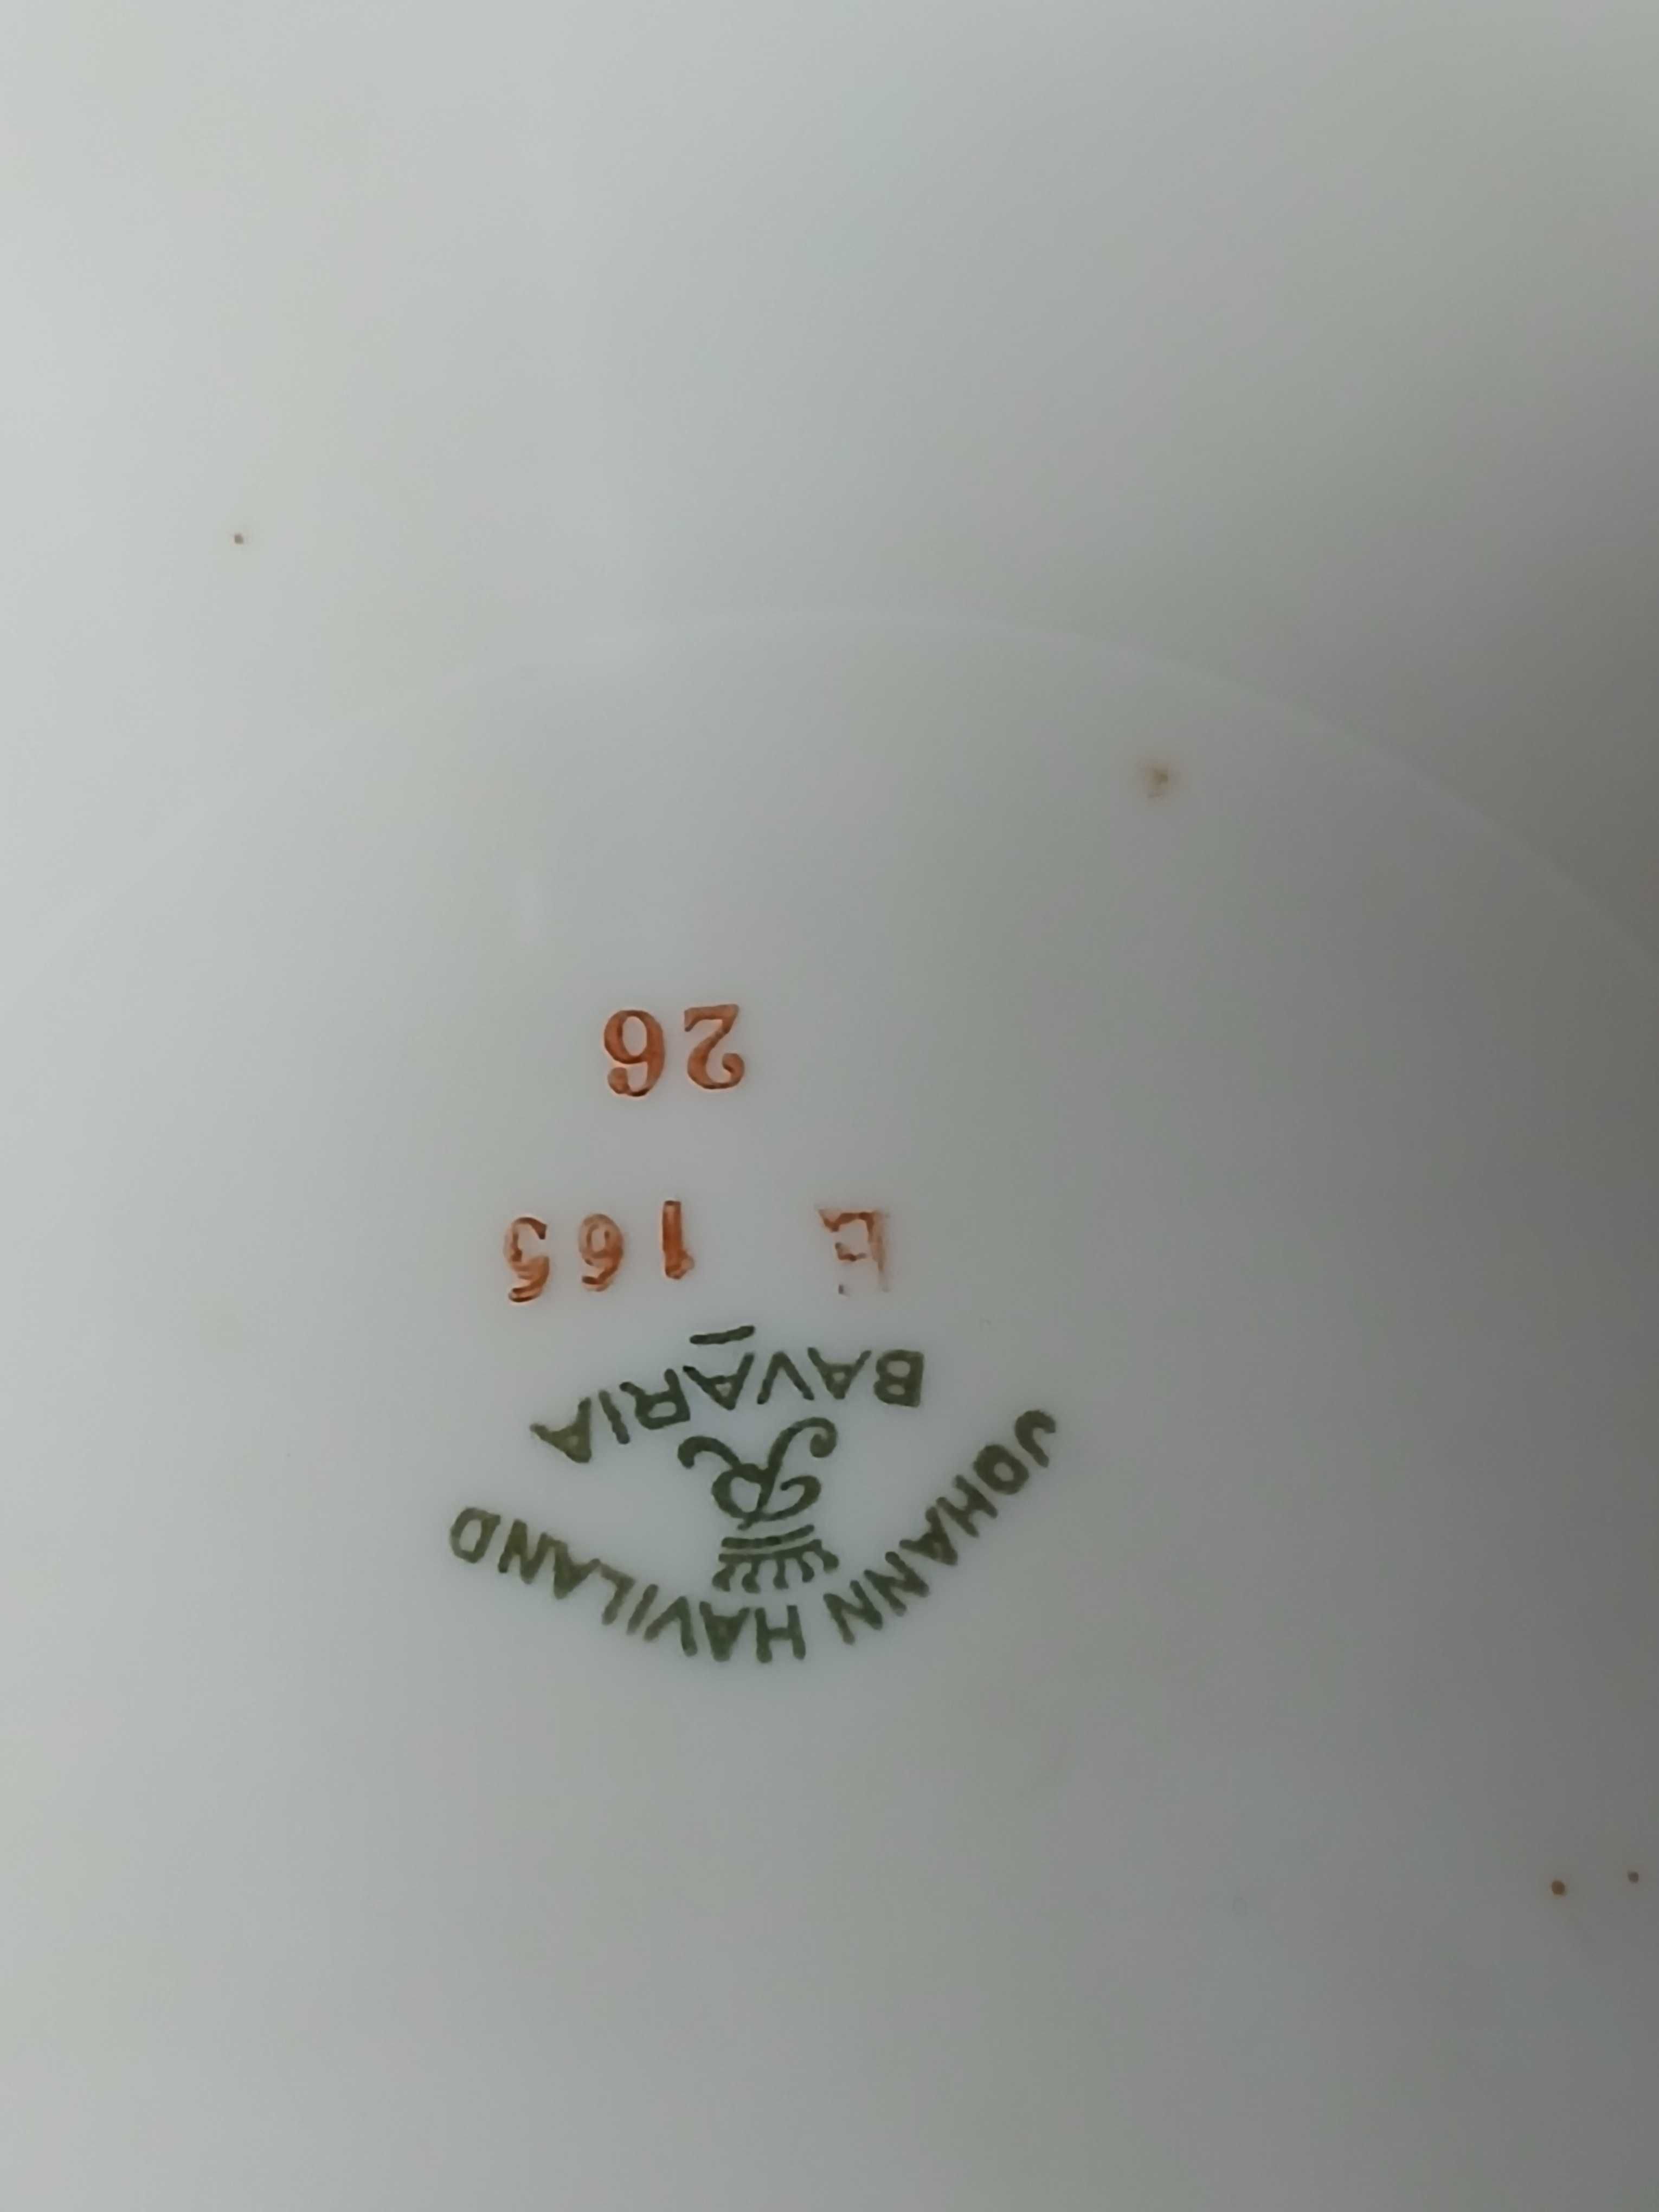 JOHANN HAVILAND
BAVARIA
E 165
26